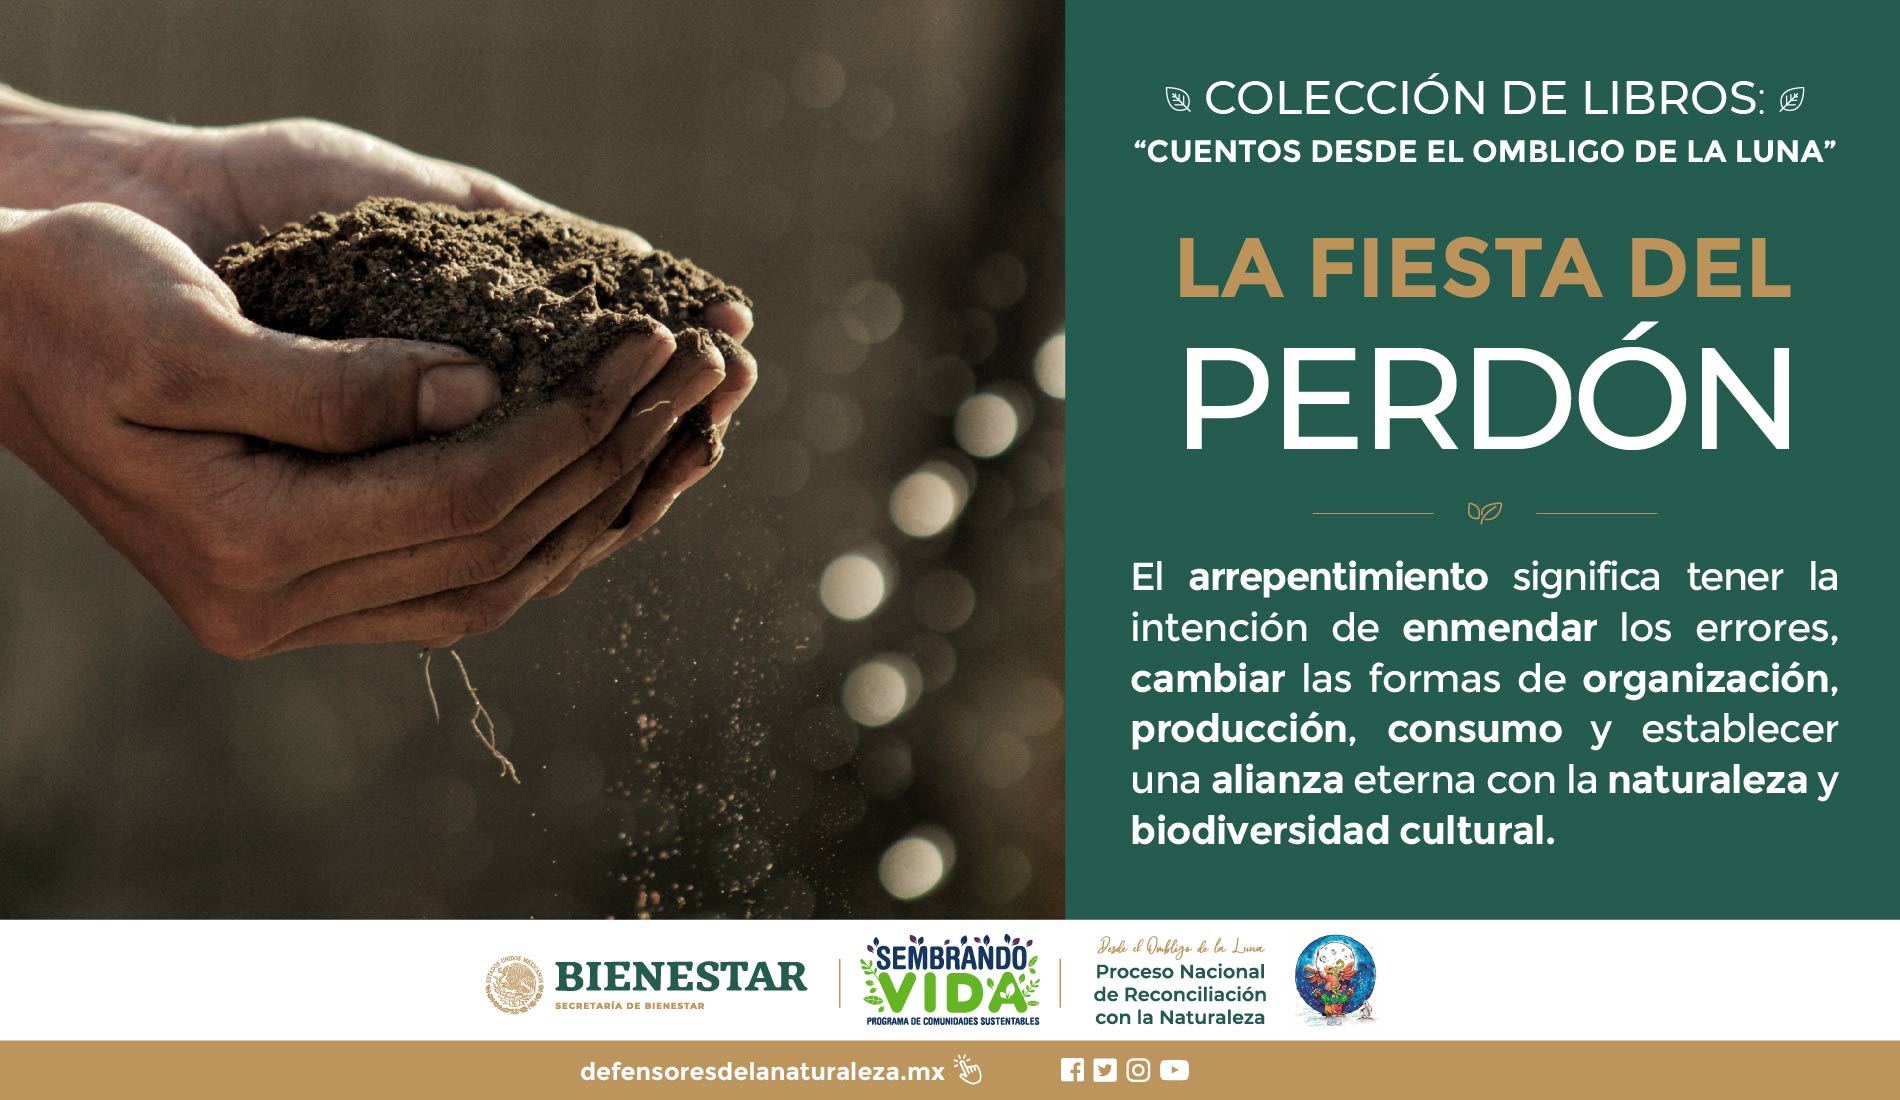 COLECCIÓN DE LIBROS:
“CUENTOS DESDE EL OMBLIGO DE LA LUNA”
LA FIESTA DEL
PERDÓN
El arrepentimiento significa tener la
intención de enmendar los errores,
cambiar las formas de organización,
producción, consumo y establecer
una alianza eterna con la naturaleza y
biodiversidad cultural.
ESTADOS UNIDOS MEXICANOS
BIENESTAR
SECRETARÍA DE BIENESTAR
SEMBRANDO
VIDA
PROGRAMA DE COMUNIDADES SUSTENTABLES
Desde el Ombligo de la Luna
Proceso Nacional
de Reconciliación
con la Naturaleza
defensoresdelanaturaleza.mx